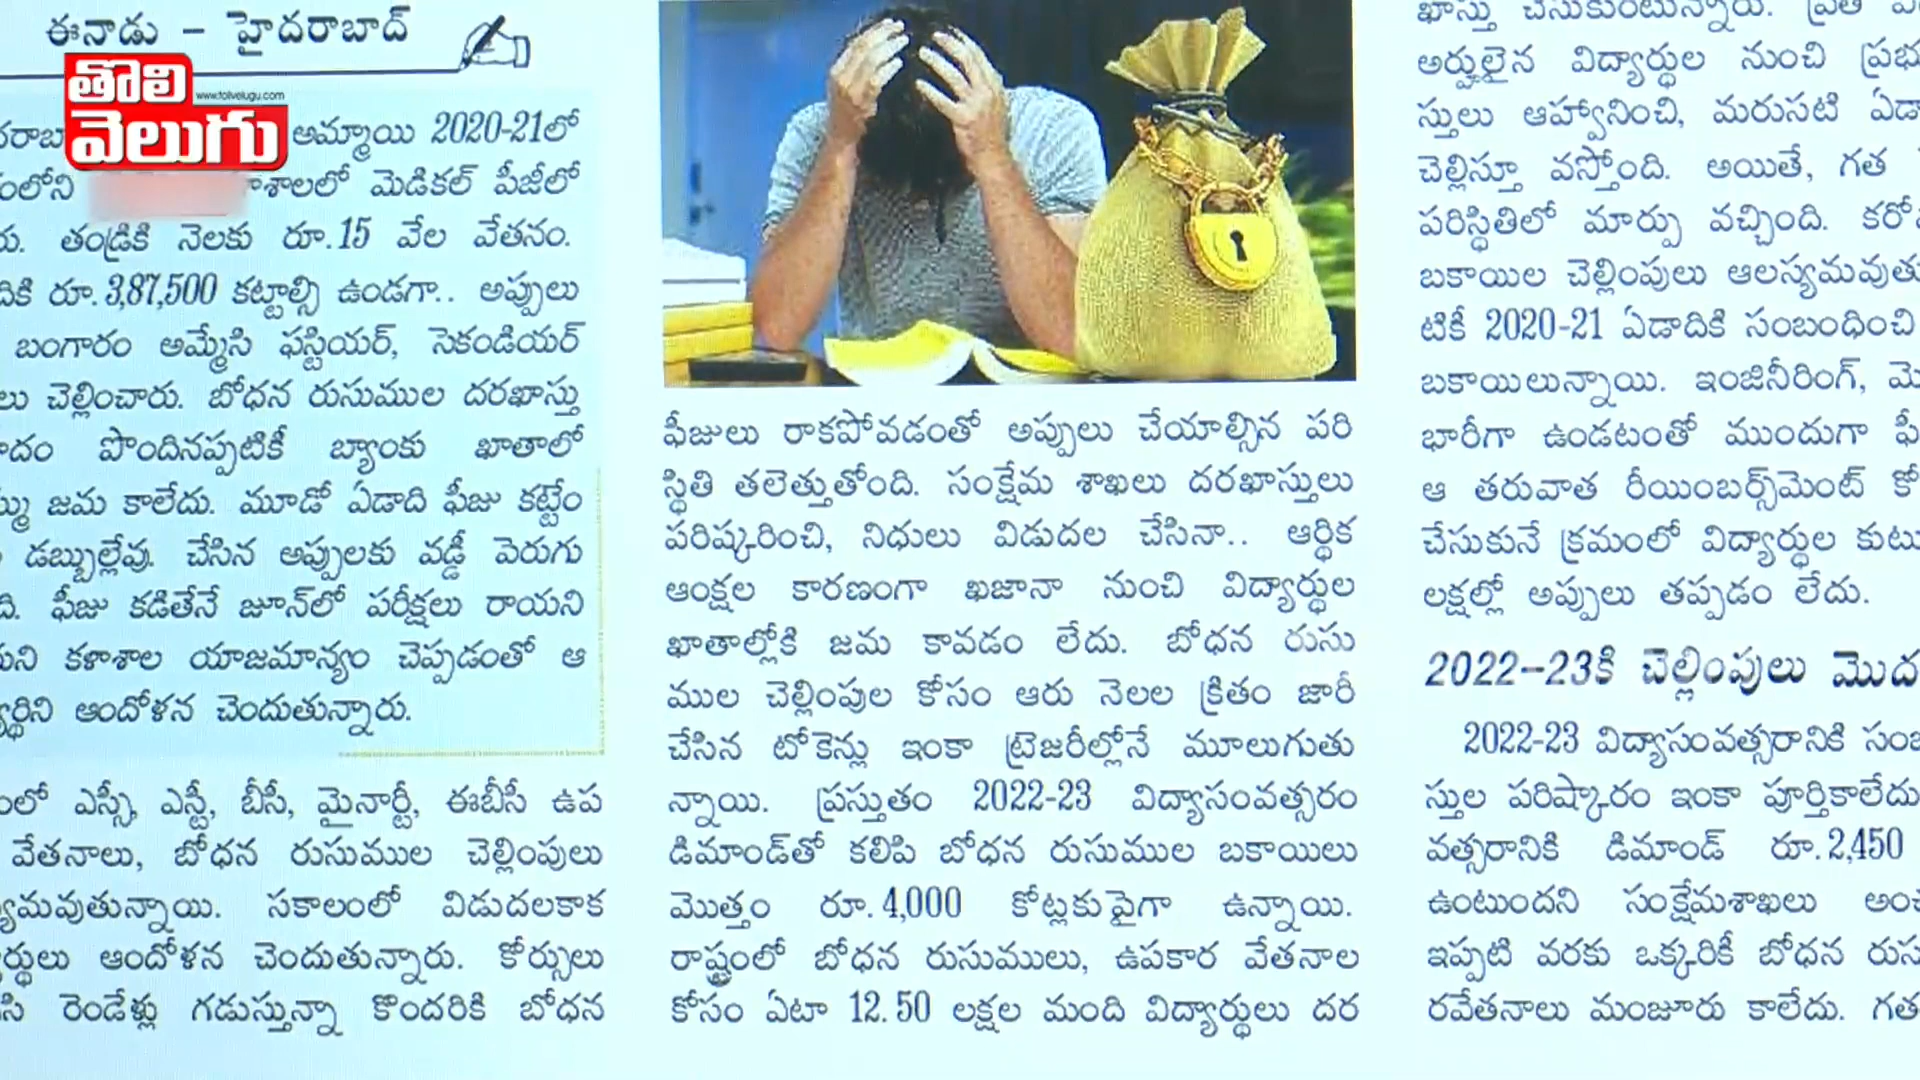 ఈనాడు - హైదరాబాద్
తొలి
www.tolivelugu.com
వెలుగు
అమ్మాయి 2020-21లో
మెడికల్ పీజీలో
తండ్రికి నెలకు రూ.15 వేల వేతనం.
రూ.3,87,500 కట్టాల్సి ఉండగా.. అప్పులు
బంగారం అమ్మేసి ఫస్టియర్, సెకండియర్
చెల్లించారు. బోధన రుసుముల దరఖాస్తు
పొందినప్పటికీ బ్యాంకు ఖాతాలో
జమ కాలేదు. మూడో ఏడాది ఫీజు కట్టేం
డబ్బుల్లేవు. చేసిన అప్పులకు వడ్డీ పెరుగు
ఫీజు కడితేనే జూన్‌లో పరీక్షలు రాయని
కళాశాల యాజమాన్యం చెప్పడంతో ఆ
ఆందోళన చెందుతున్నారు.
ఎస్సీ, ఎస్టీ, బీసీ, మైనార్టీ, ఈబీసీ ఉప
వేతనాలు, బోధన రుసుముల చెల్లింపులు
సకాలంలో విడుదలకాక
ఆందోళన చెందుతున్నారు. కోర్సులు
రెండేళ్లు గడుస్తున్నా కొందరికి బోధన
ఫీజులు రాకపోవడంతో అప్పులు చేయాల్సిన పరి
స్థితి తలెత్తుతోంది. సంక్షేమ శాఖలు దరఖాస్తులు
పరిష్కరించి, నిధులు విడుదల చేసినా.. ఆర్థిక
ఆంక్షల కారణంగా ఖజానా నుంచి విద్యార్థుల
ఖాతాల్లోకి జమ కావడం లేదు. బోధన రుసు
ముల చెల్లింపుల కోసం ఆరు నెలల క్రితం జారీ
చేసిన టోకెన్లు ఇంకా ట్రెజరీల్లోనే మూలుగుతు
న్నాయి. ప్రస్తుతం 2022-23 విద్యాసంవత్సరం
డిమాండ్‌తో కలిపి బోధన రుసుముల బకాయిలు
మొత్తం రూ.4,000 కోట్లకుపైగా ఉన్నాయి.
రాష్ట్రంలో బోధన రుసుములు, ఉపకార వేతనాల
కోసం ఏటా 12.50 లక్షల మంది విద్యార్థులు దర
ఖాస్తు చేసుకుంటున్నారు. ప్రతి
అర్హులైన విద్యార్థుల నుంచి
స్తులు ఆహ్వానించి, మరుసటి
చెల్లిస్తూ వస్తోంది. అయితే, గత
పరిస్థితిలో మార్పు వచ్చింది.
బకాయిల చెల్లింపులు
టికీ 2020-21 ఏడాదికి సంబంధించి
బకాయిలున్నాయి. ఇంజినీరింగ్,
భారీగా ఉండటంతో ముందుగా
ఆ తరువాత రీయింబర్స్‌మెంట్
చేసుకునే క్రమంలో విద్యార్థుల
లక్షల్లో అప్పులు తప్పడం లేదు.
2022-23కి చెల్లింపులు
2022-23 విద్యాసంవత్సరానికి
స్తుల పరిష్కారం ఇంకా పూర్తికాలేదు
వత్సరానికి డిమాండ్ రూ.2,450
ఉంటుందని సంక్షేమశాఖలు
ఇప్పటి వరకు ఒక్కరికీ బోధన
రవేతనాలు మంజూరు కాలేదు. గత